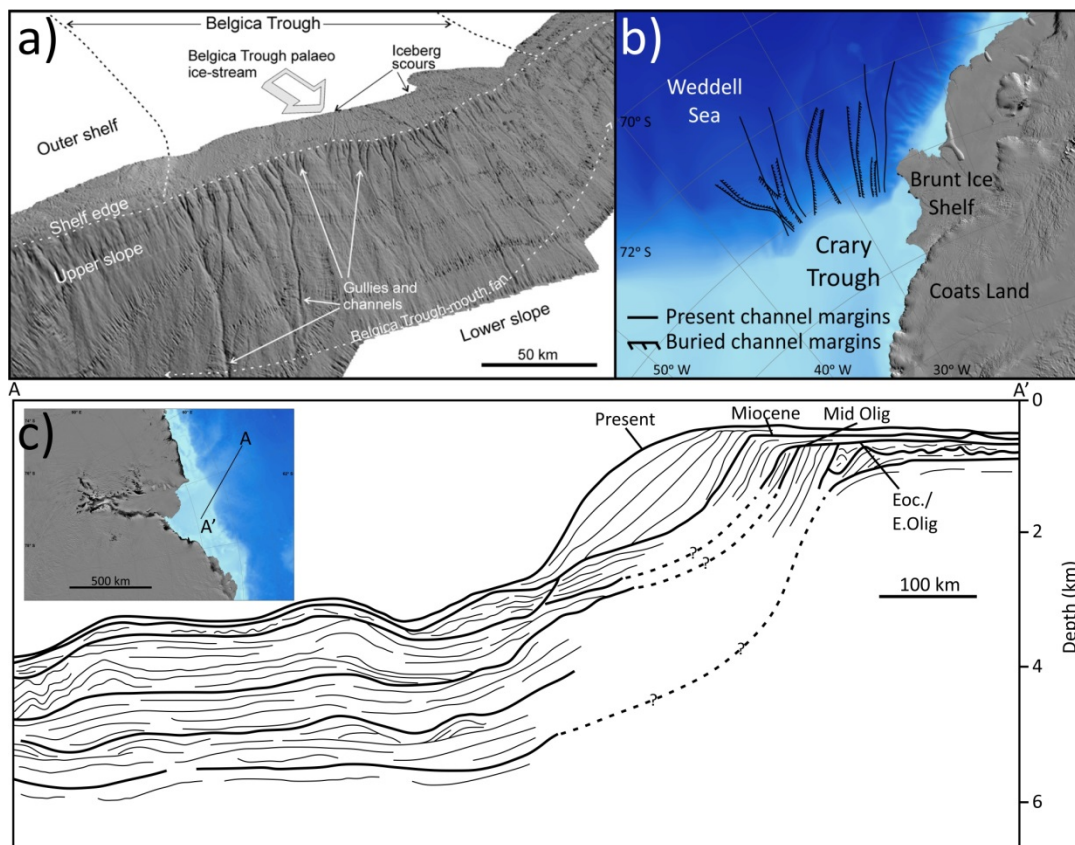 a)
Belgica Trough
Belgica Trough palaeo
ice-stream
Iceberg
scours
Outer shelf
Shelf edge
Upper slope
Gullies and
channels
Belgica Trough-mouth fan
Lower slope
50 km
b)
Weddell
Sea
70° S
72° S
Brunt Ice
Shelf
Crary
Trough
Coats Land
Present channel margins
Buried channel margins
50° W
40° W
30° W
A
A'
c)
A
A'
500 km
Present
Miocene
Mid Olig
Eoc./
E.Olig
?
?
?
?
100 km
0
2
4
6
Depth (km)